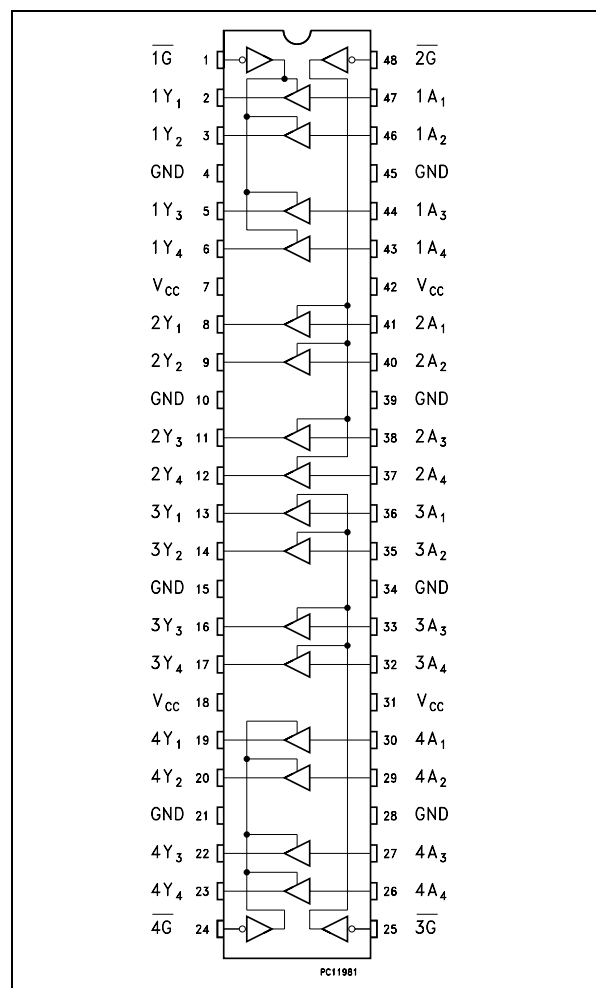 1G 1 48 2G
1Y1 2 47 1A1
1Y2 3 46 1A2
GND 4 45 GND
1Y3 5 44 1A3
1Y4 6 43 1A4
VCC 7 42 VCC
2Y1 8 41 2A1
2Y2 9 40 2A2
GND 10 39 GND
2Y3 11 38 2A3
2Y4 12 37 2A4
3Y1 13 36 3A1
3Y2 14 35 3A2
GND 15 34 GND
3Y3 16 33 3A3
3Y4 17 32 3A4
VCC 18 31 VCC
4Y1 19 30 4A1
4Y2 20 29 4A2
GND 21 28 GND
4Y3 22 27 4A3
4Y4 23 26 4A4
4G 24 25 3G
PC11981